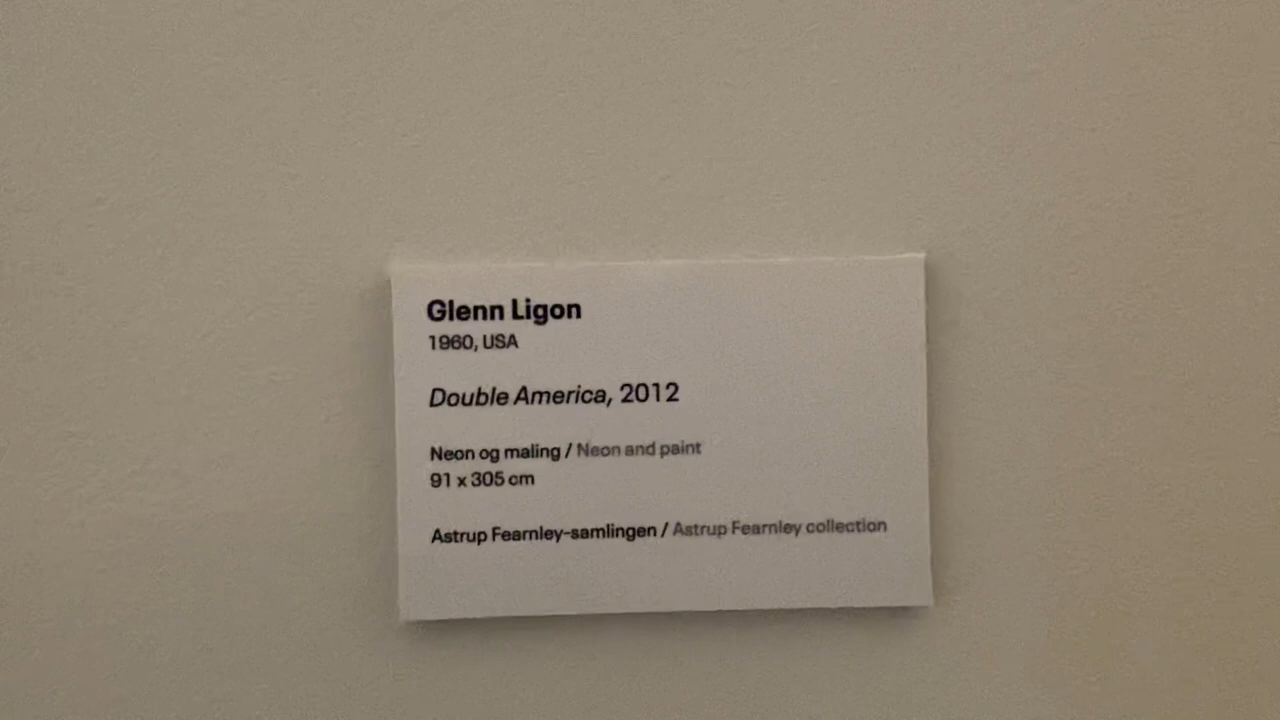 Glenn Ligon
1960, USA
Double America, 2012
Neon og maling / Neon and paint
91 x 305 cm
Astrup Fearnley-samlingen / Astrup Fearnley collection